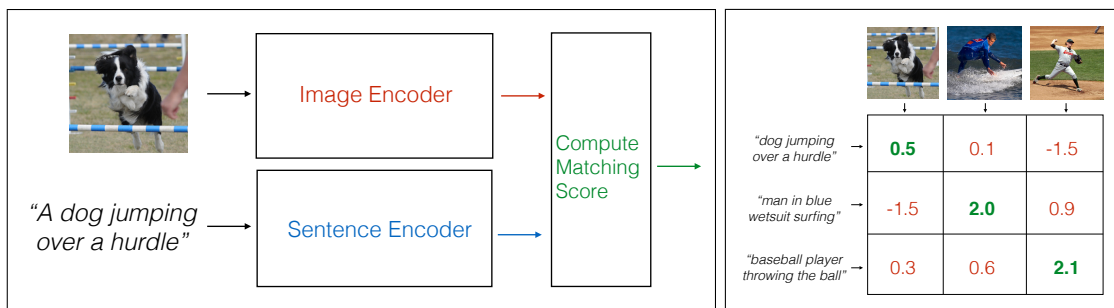 Image Encoder
“A dog jumping
over a hurdle”
Sentence Encoder
Compute
Matching
Score
“dog jumping
over a hurdle”
0.5 0.1 -1.5
“man in blue
wetsuit surfing”
-1.5 2.0 0.9
“baseball player
throwing the ball”
0.3 0.6 2.1